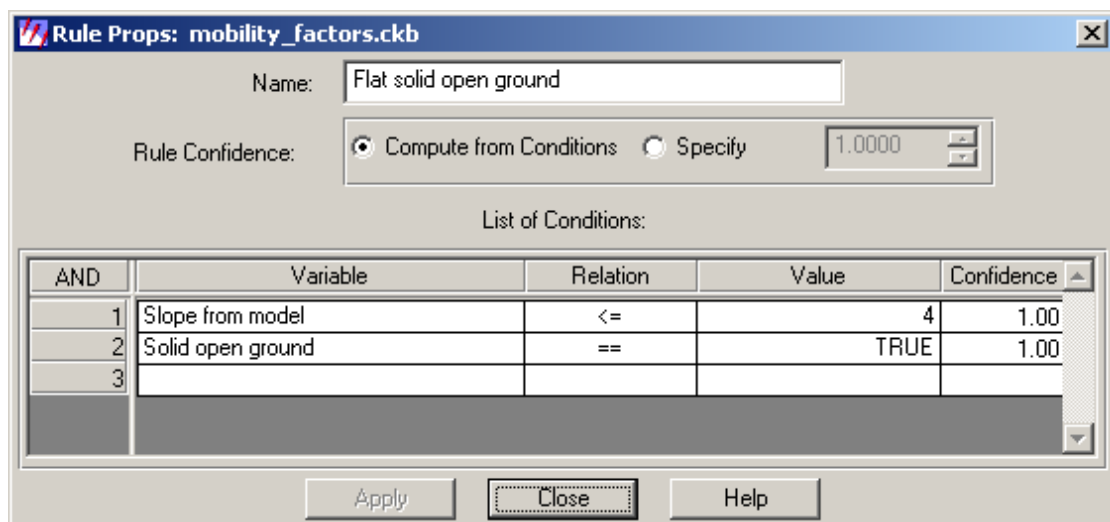 Rule Props: mobility_factors.ckb
Name: Flat solid open ground
Rule Confidence: Compute from Conditions Specify 1.0000
List of Conditions:
AND Variable Relation Value Confidence
1 Slope from model <= 4 1.00
2 Solid open ground == TRUE 1.00
3
Apply Close Help